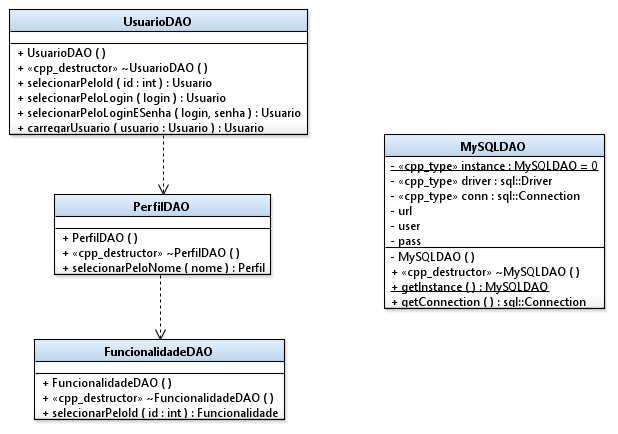 UsuarioDAO
+ UsuarioDAO ( )
+ «cpp_destructor» ~UsuarioDAO ( )
+ selecionarPeloId ( id : int ) : Usuario
+ selecionarPeloLogin ( login ) : Usuario
+ selecionarPeloLoginESenha ( login, senha ) : Usuario
+ carregarUsuario ( usuario : Usuario ) : Usuario
PerfilDAO
+ PerfilDAO ( )
+ «cpp_destructor» ~PerfilDAO ( )
+ selecionarPeloNome ( nome ) : Perfil
FuncionalidadeDAO
+ FuncionalidadeDAO ( )
+ «cpp_destructor» ~FuncionalidadeDAO ( )
+ selecionarPeloId ( id : int ) : Funcionalidade
MySQLDAO
- «cpp_type» instance : MySQLDAO = 0
- «cpp_type» driver : sql::Driver
- «cpp_type» conn : sql::Connection
- url
- user
- pass
- MySQLDAO ( )
+ «cpp_destructor» ~MySQLDAO ( )
+ getInstance ( ) : MySQLDAO
+ getConnection ( ) : sql::Connection